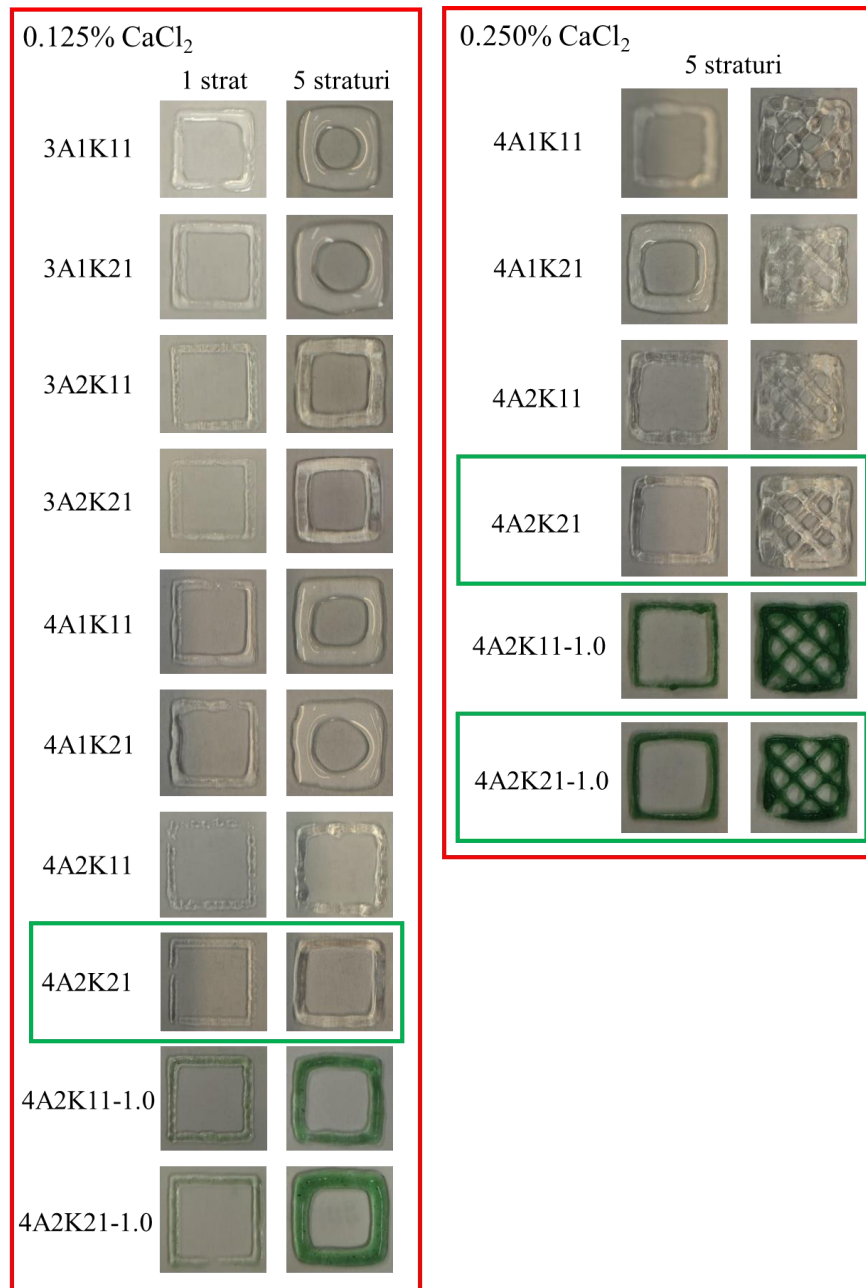 0.125% CaCl₂
1 strat 5 straturi
3A1K11
3A1K21
3A2K11
3A2K21
4A1K11
4A1K21
4A2K11
4A2K21
4A2K11-1.0
4A2K21-1.0
0.250% CaCl₂
5 straturi
4A1K11
4A1K21
4A2K11
4A2K21
4A2K11-1.0
4A2K21-1.0